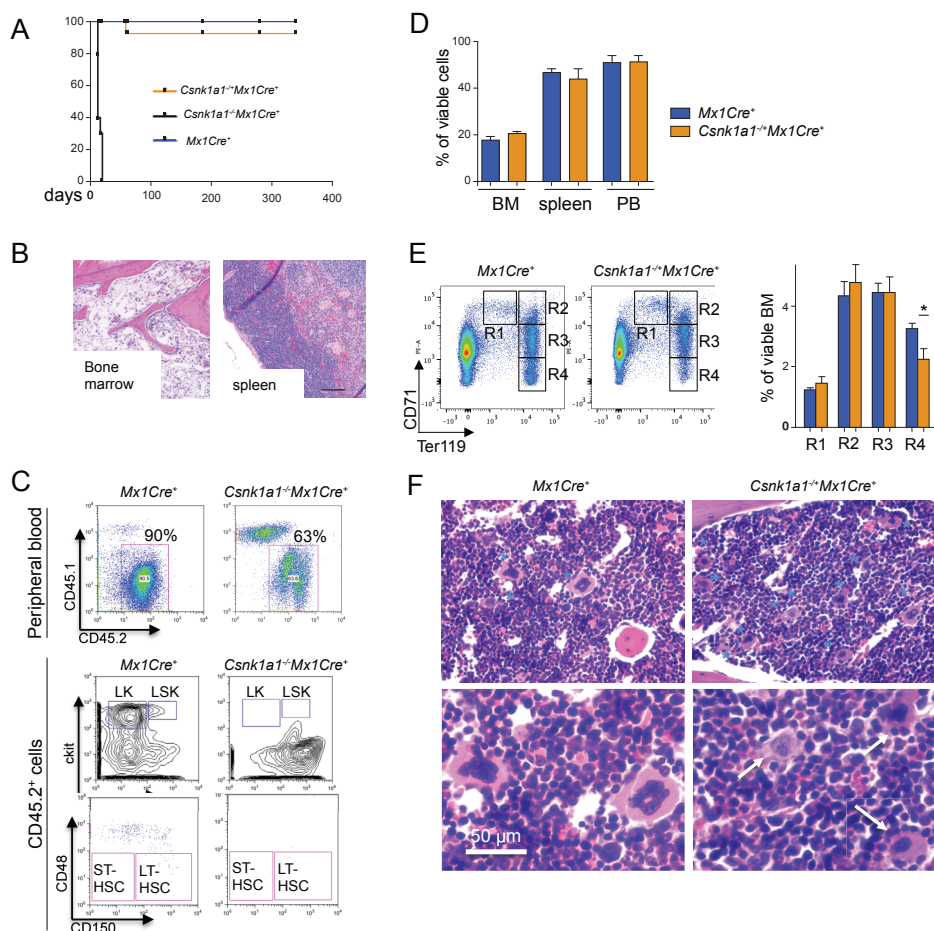 A
100
80
60
40
20
0
Csnk1a1-/+Mx1Cre+
Csnk1a1-/-Mx1Cre+
Mx1Cre+
days 0 100 200 300 400
B
Bone
marrow
spleen
C
Mx1Cre+ Csnk1a1-/-Mx1Cre+
Peripheral blood
90% 63%
CD45.1
CD45.2
Mx1Cre+ Csnk1a1-/-Mx1Cre+
CD45.2+ cells
LK LSK LK LSK
ckit
ST-
HSC
LT-
HSC
ST-
HSC
LT-
HSC
CD48
CD150
D
% of viable cells
100
40
20
100
BM spleen PB
Mx1Cre+
Csnk1a1-/+Mx1Cre+
E
Mx1Cre+ Csnk1a1-/+Mx1Cre+
R1 R2 R3 R4
R1 R2 R3 R4
CD71
Ter119
% of viable BM
4
2
0
*
R1 R2 R3 R4
F
Mx1Cre+ Csnk1a1-/+Mx1Cre+
50 µm